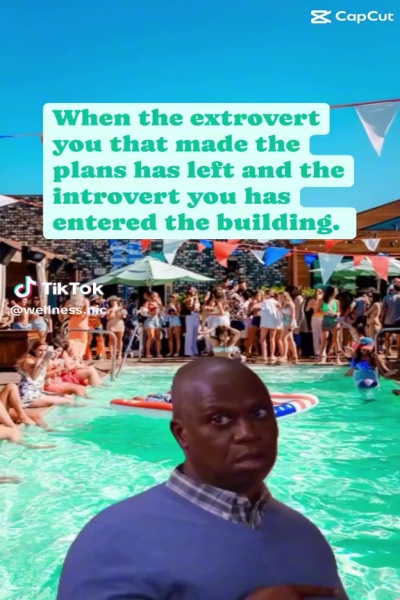 CapCut
When the extrovert
you that made the
plans has left and the
introvert you has
entered the building.
TikTok
@wellness.nic